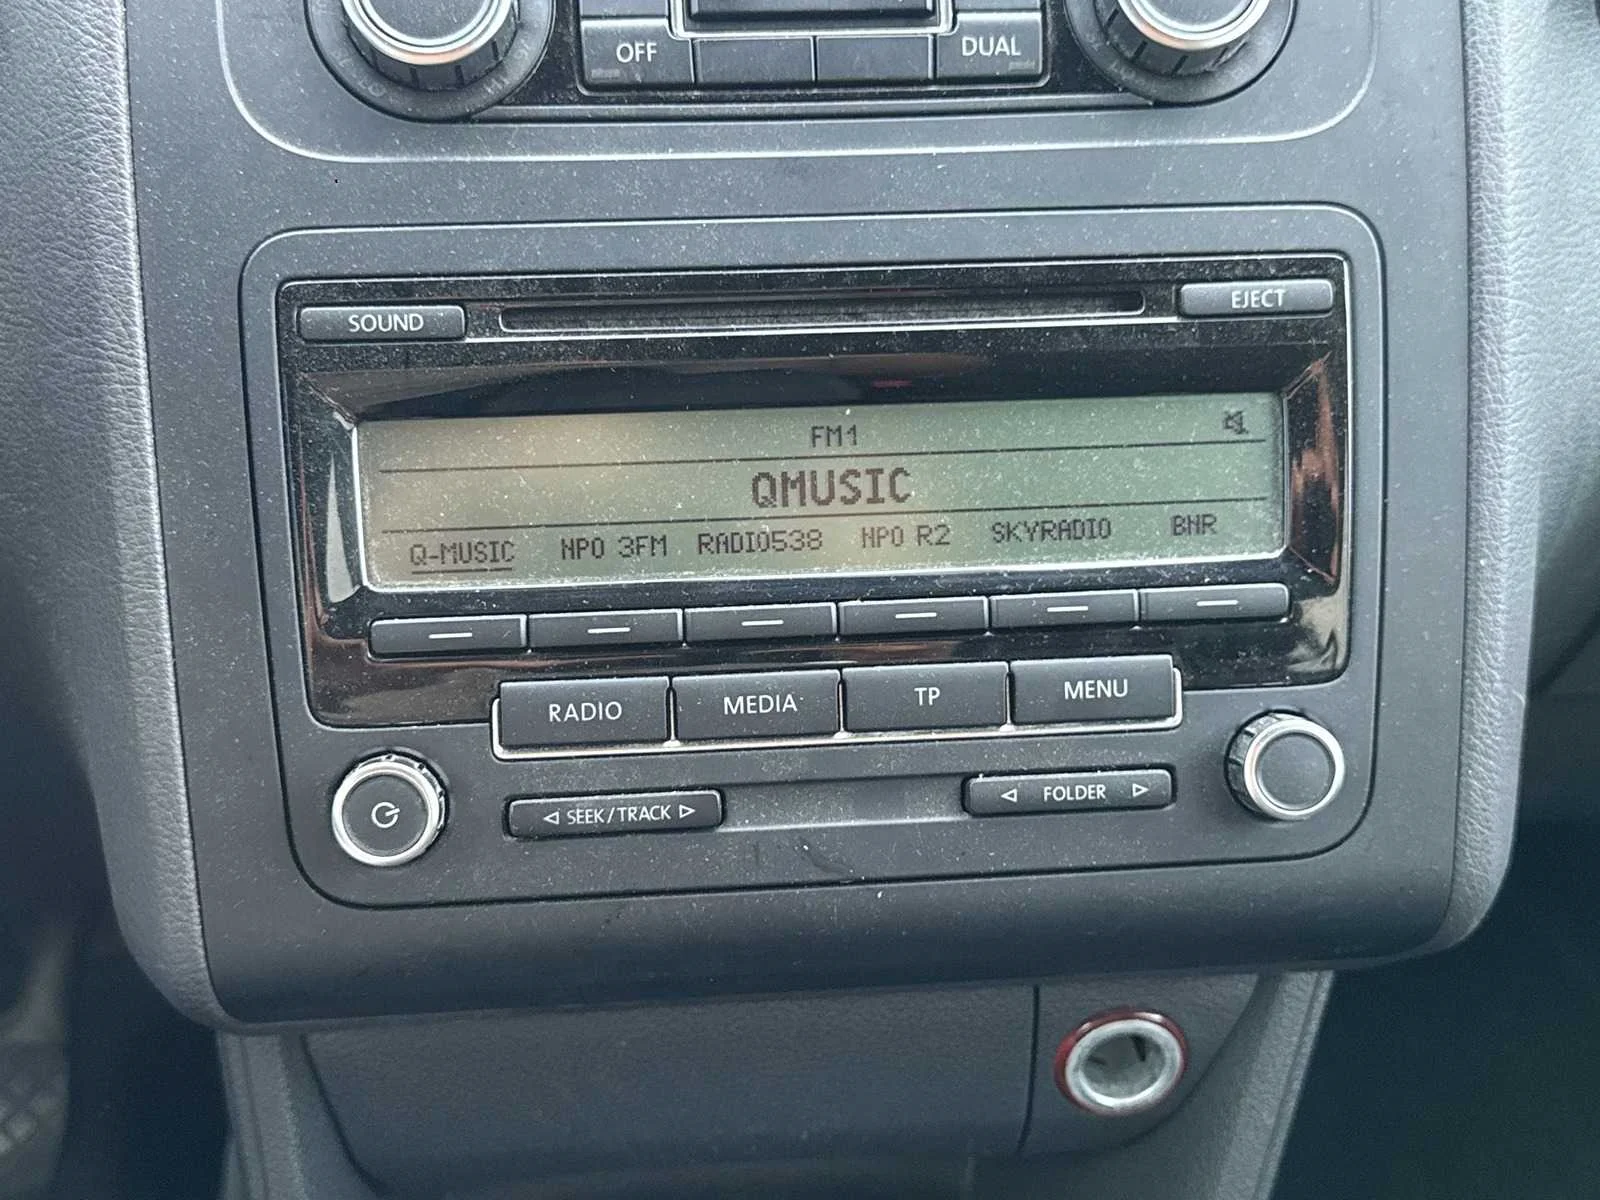 OFF DUAL
SOUND EJECT
FM1
QMUSIC
Q-MUSIC NPO 3FM RADIO538 NPO R2 SKYRADIO BNR
RADIO MEDIA TP MENU
SEEK/TRACK FOLDER